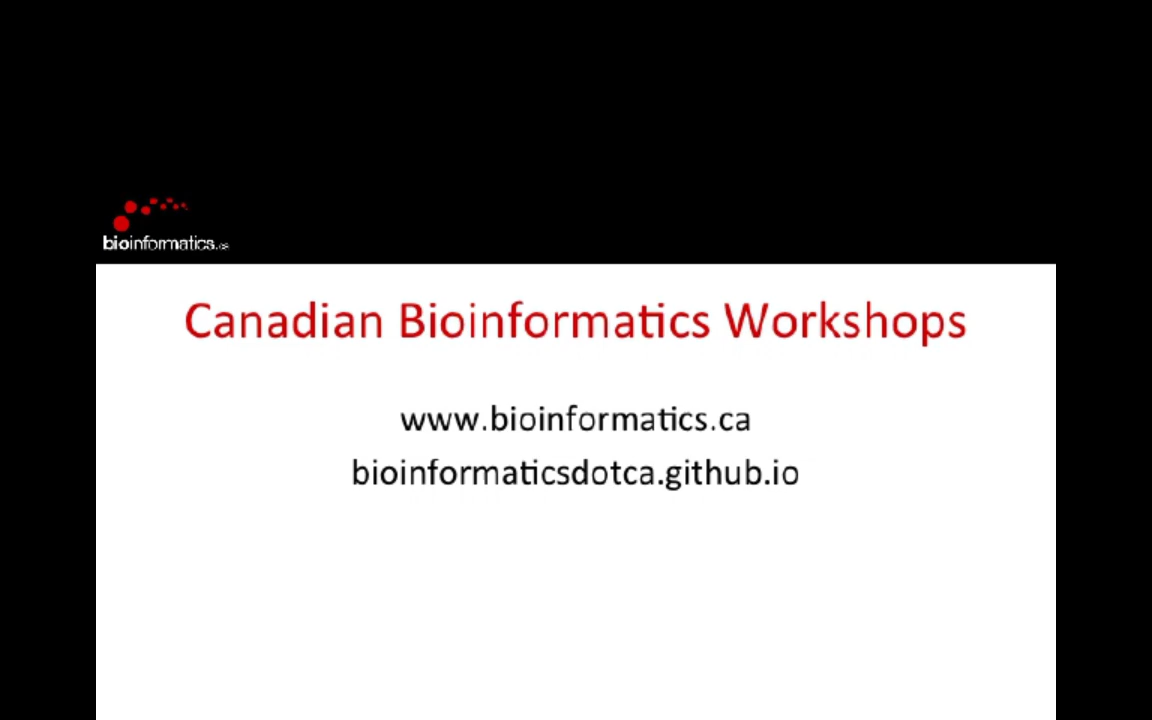 bioinformatics.ca
Canadian Bioinformatics Workshops
www.bioinformatics.ca
bioinformaticsdotca.github.io